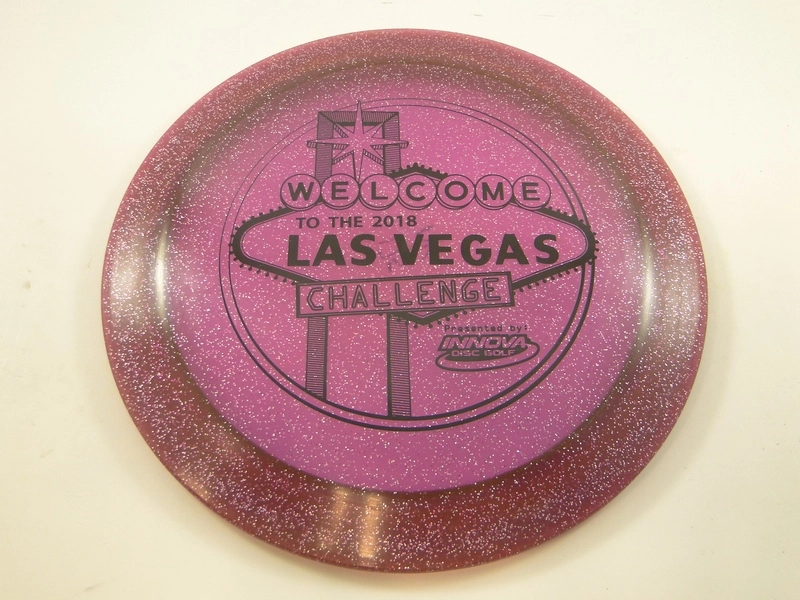 WELCOME
TO THE 2018
LAS VEGAS
CHALLENGE
Presented by:
INNOVA
DISC GOLF